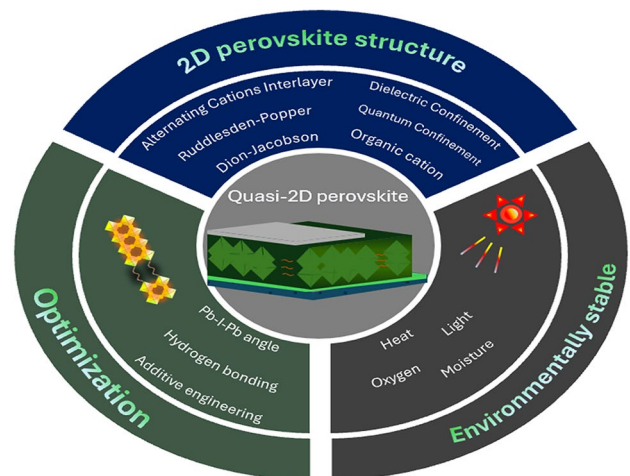 2D perovskite structure
Alternating Cations Interlayer
Ruddlesden-Popper
Dion-Jacobson
Dielectric Confinement
Quantum Confinement
Organic cation
Quasi-2D perovskite
Optimization
Pb-I-Pb angle
Hydrogen bonding
Additive engineering
Heat
Light
Oxygen
Moisture
Environmentally stable